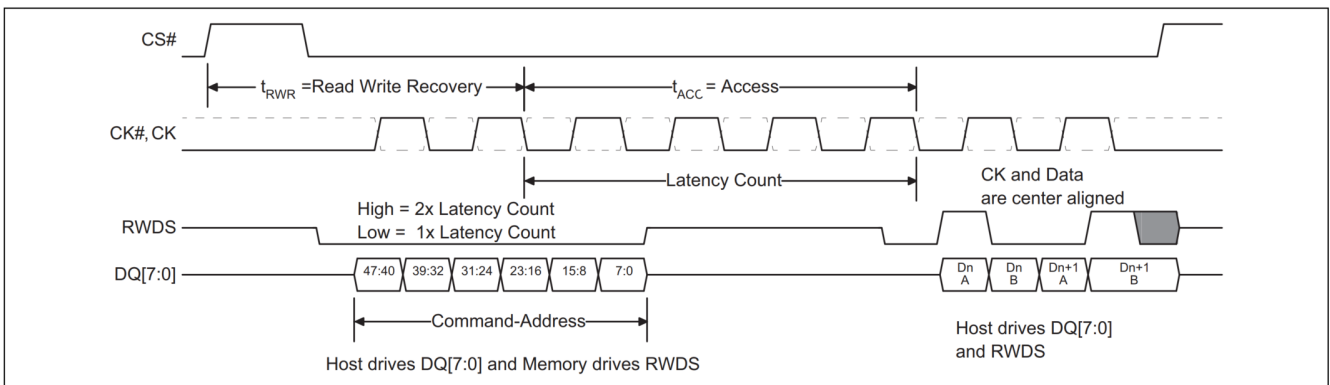 CS#
t_RWR =Read Write Recovery
t_ACC = Access
CK#, CK
Latency Count
CK and Data
are center aligned
High = 2x Latency Count
Low = 1x Latency Count
RWDS
DQ[7:0]
47:40 39:32 31:24 23:16 15:8 7:0
Dn Dn Dn+1 Dn+1
A B A B
Command-Address
Host drives DQ[7:0]
and RWDS
Host drives DQ[7:0] and Memory drives RWDS